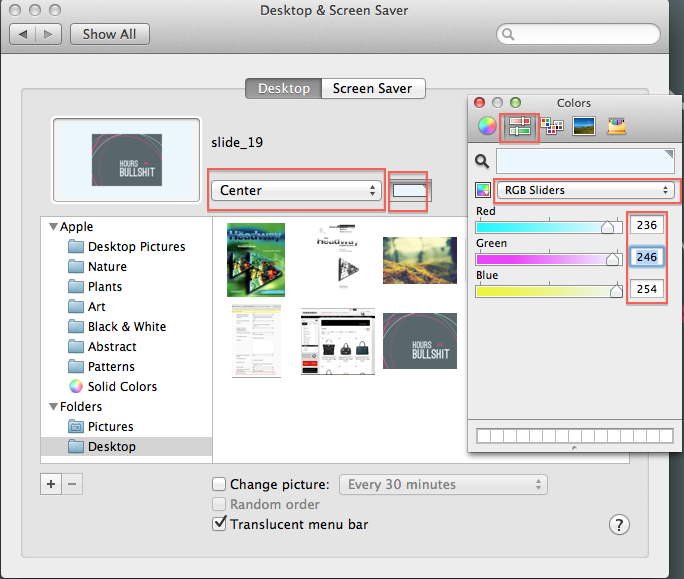 Desktop & Screen Saver
Show All
Desktop
Screen Saver
slide_19
HOURS
BULLSHIT
Center
Apple
Desktop Pictures
Nature
Plants
Art
Black & White
Abstract
Patterns
Solid Colors
Folders
Pictures
Desktop
Headway
Headway
HOURS
BULLSHIT
Change picture:
Every 30 minutes
Random order
Translucent menu bar
?
Colors
RGB Sliders
Red
236
Green
246
Blue
254